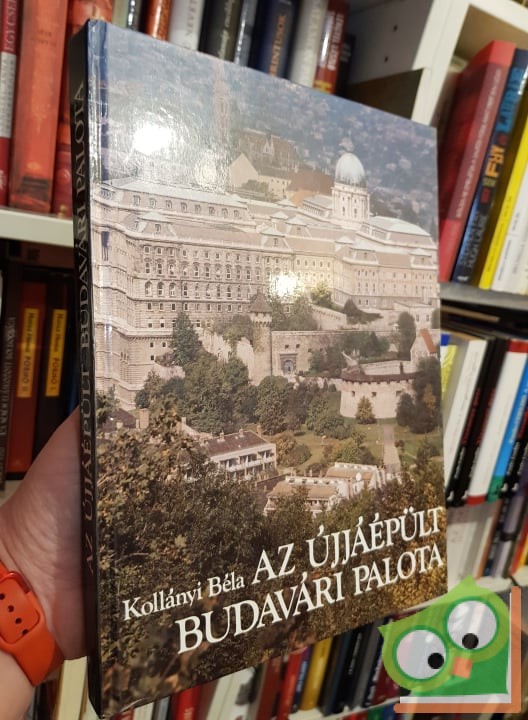 AZ ÚJJÁÉPÜLT BUDAVÁRI PALOTA
Kollányi Béla AZ ÚJJÁÉPÜLT
BUDAVÁRI PALOTA